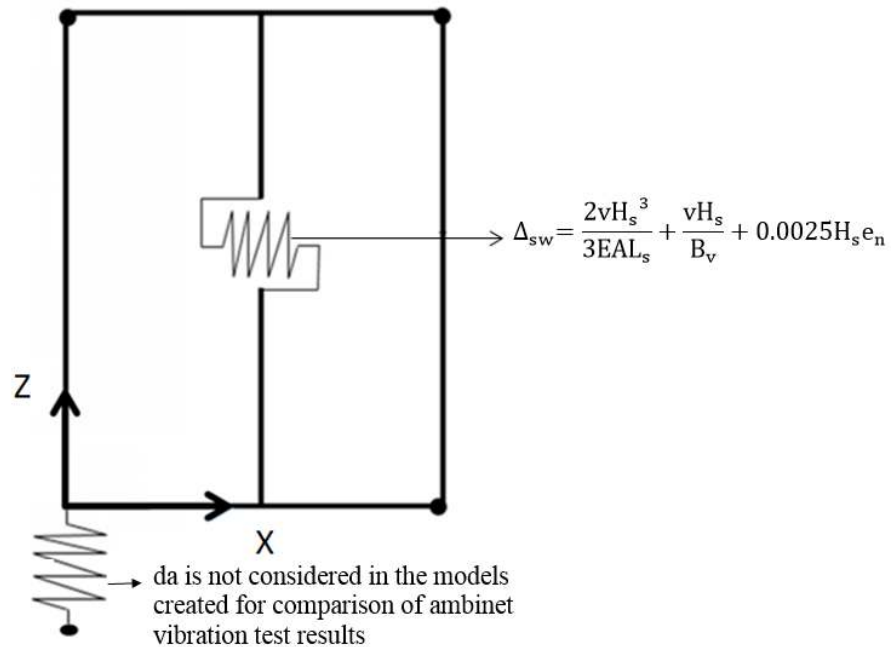 Δsw = 2vHs³/3EALs + vHs/Bv + 0.0025Hsen
Z
X
da is not considered in the models
created for comparison of ambinet
vibration test results